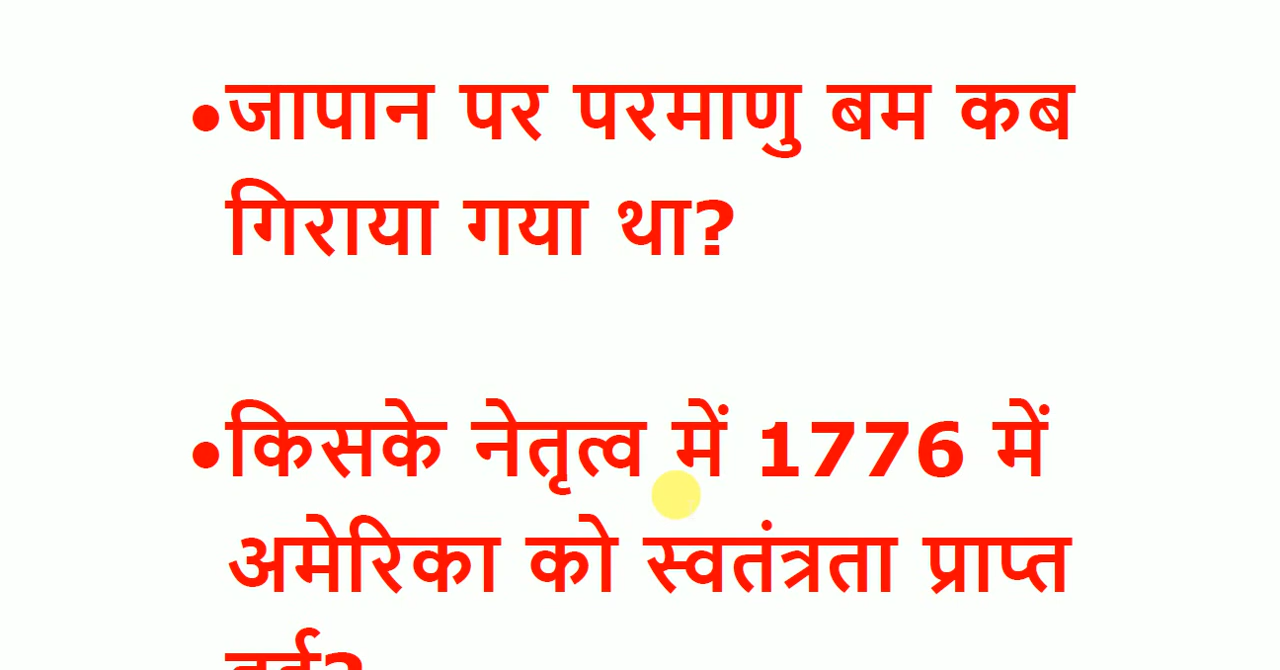 •जापान पर परमाणु बम कब
गिराया गया था?
•किसके नेतृत्व में 1776 में
अमेरिका को स्वतंत्रता प्राप्त